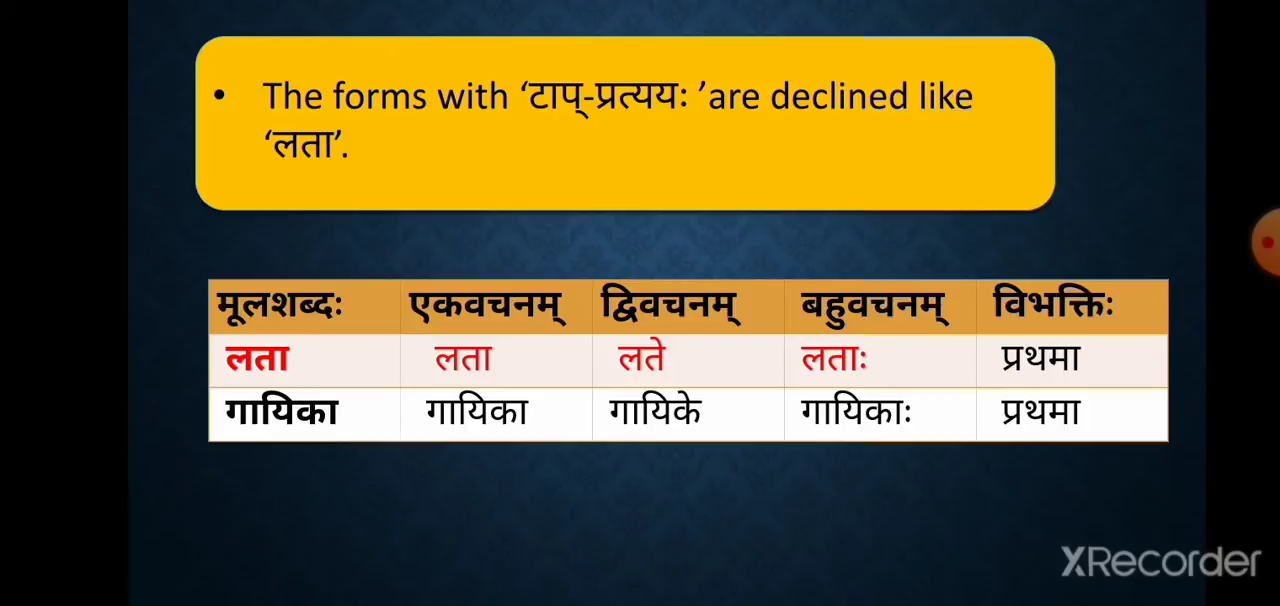 • The forms with ‘टाप्-प्रत्ययः ’are declined like
‘लता’.
मूलशब्दः एकवचनम् द्विवचनम् बहुवचनम् विभक्तिः
लता लता लते लताः प्रथमा
गायिका गायिका गायिके गायिकाः प्रथमा
XRecorder